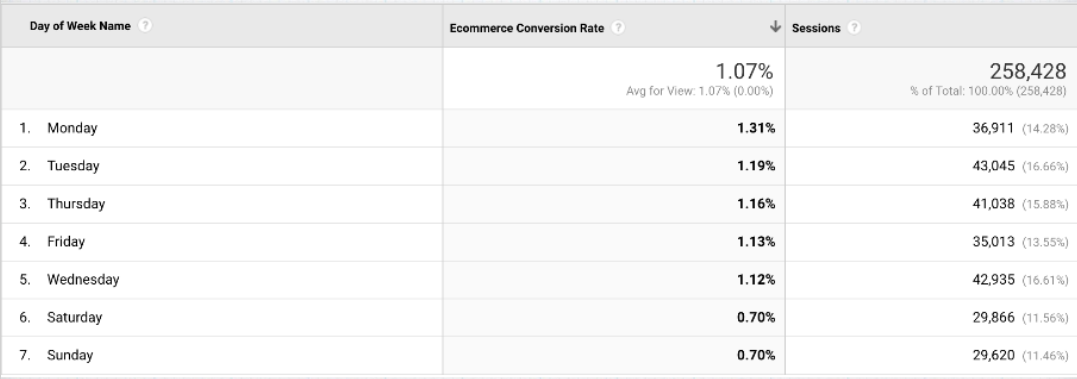 Day of Week Name ? Ecommerce Conversion Rate ? ↓ Sessions ?
1.07% 258,428
Avg for View: 1.07% (0.00%) % of Total: 100.00% (258,428)
1. Monday 1.31% 36,911 (14.28%)
2. Tuesday 1.19% 43,045 (16.66%)
3. Thursday 1.16% 41,038 (15.88%)
4. Friday 1.13% 35,013 (13.55%)
5. Wednesday 1.12% 42,935 (16.61%)
6. Saturday 0.70% 29,866 (11.56%)
7. Sunday 0.70% 29,620 (11.46%)